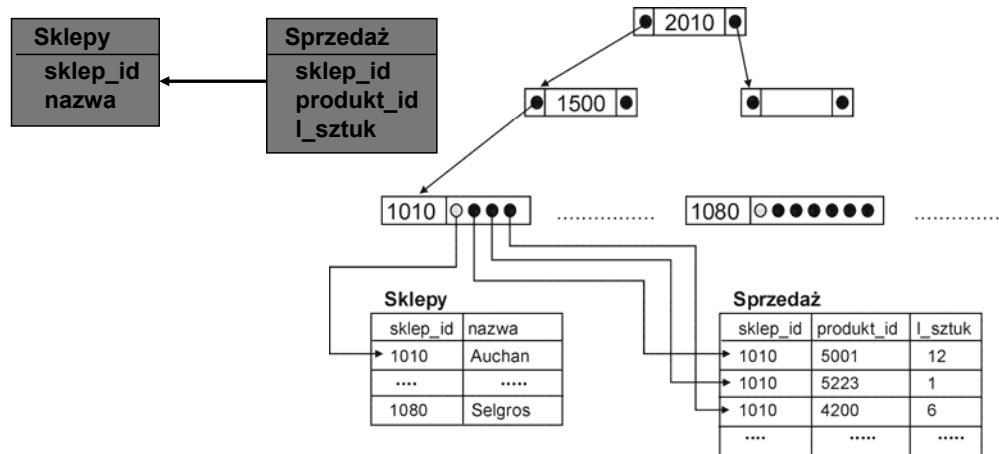 Sklepy
sklep_id
nazwa
Sprzedaż
sklep_id
produkt_id
l_sztuk
2010
1500
1010
....................
1080
.................
Sklepy
sklep_id nazwa
1010 Auchan
.... .....
1080 Selgros
Sprzedaż
sklep_id produkt_id l_sztuk
1010 5001 12
1010 5223 1
1010 4200 6
.... ..... .....